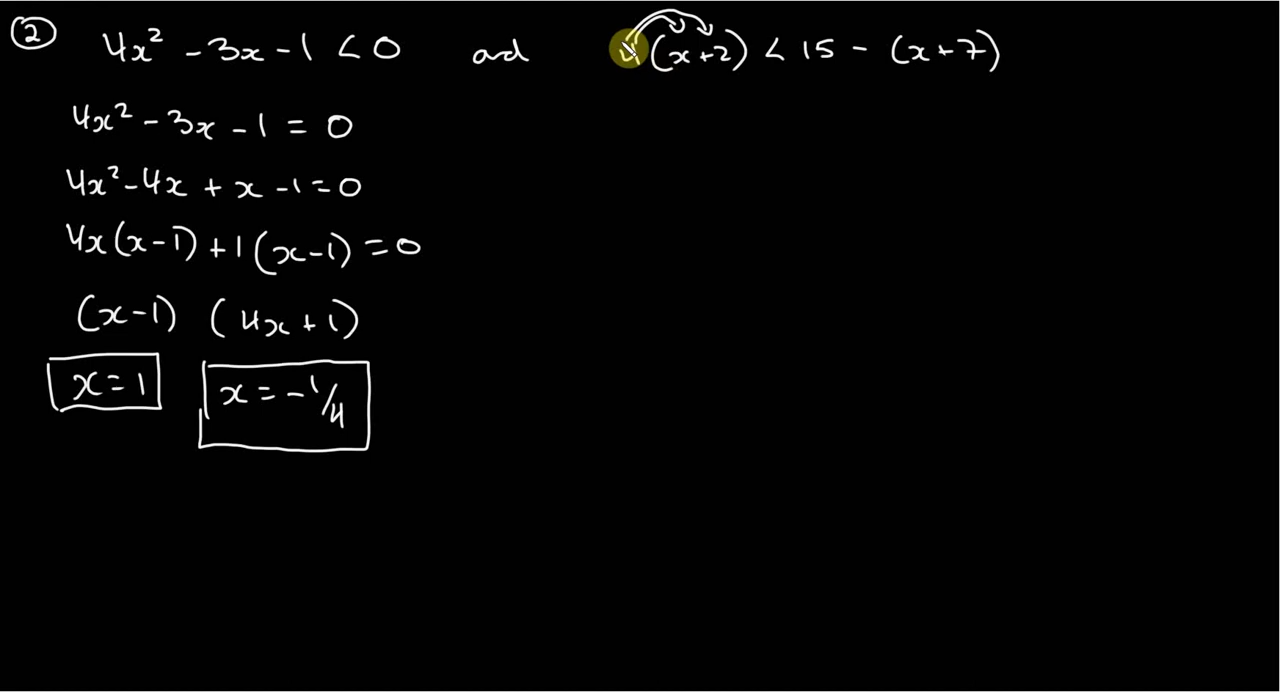 ② 4x² - 3x - 1 < 0 and 4(x+2) < 15 - (x+7)
4x² - 3x - 1 = 0
4x² - 4x + x - 1 = 0
4x(x-1) + 1(x-1) = 0
(x-1) (4x+1)
x = 1 x = -1/4